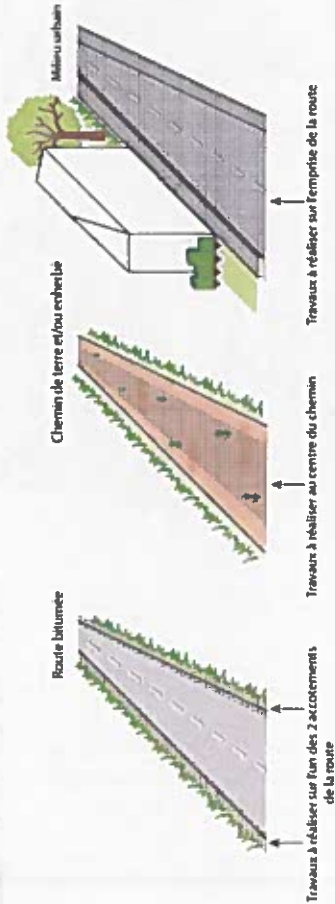 Route bitumée
Travaux à réaliser sur l'un des 2 accotements
de la route
Chemin de terre et/ou enherbé
Travaux à réaliser au centre du chemin
Milieu urbain
Travaux à réaliser sur l'emprise de la route